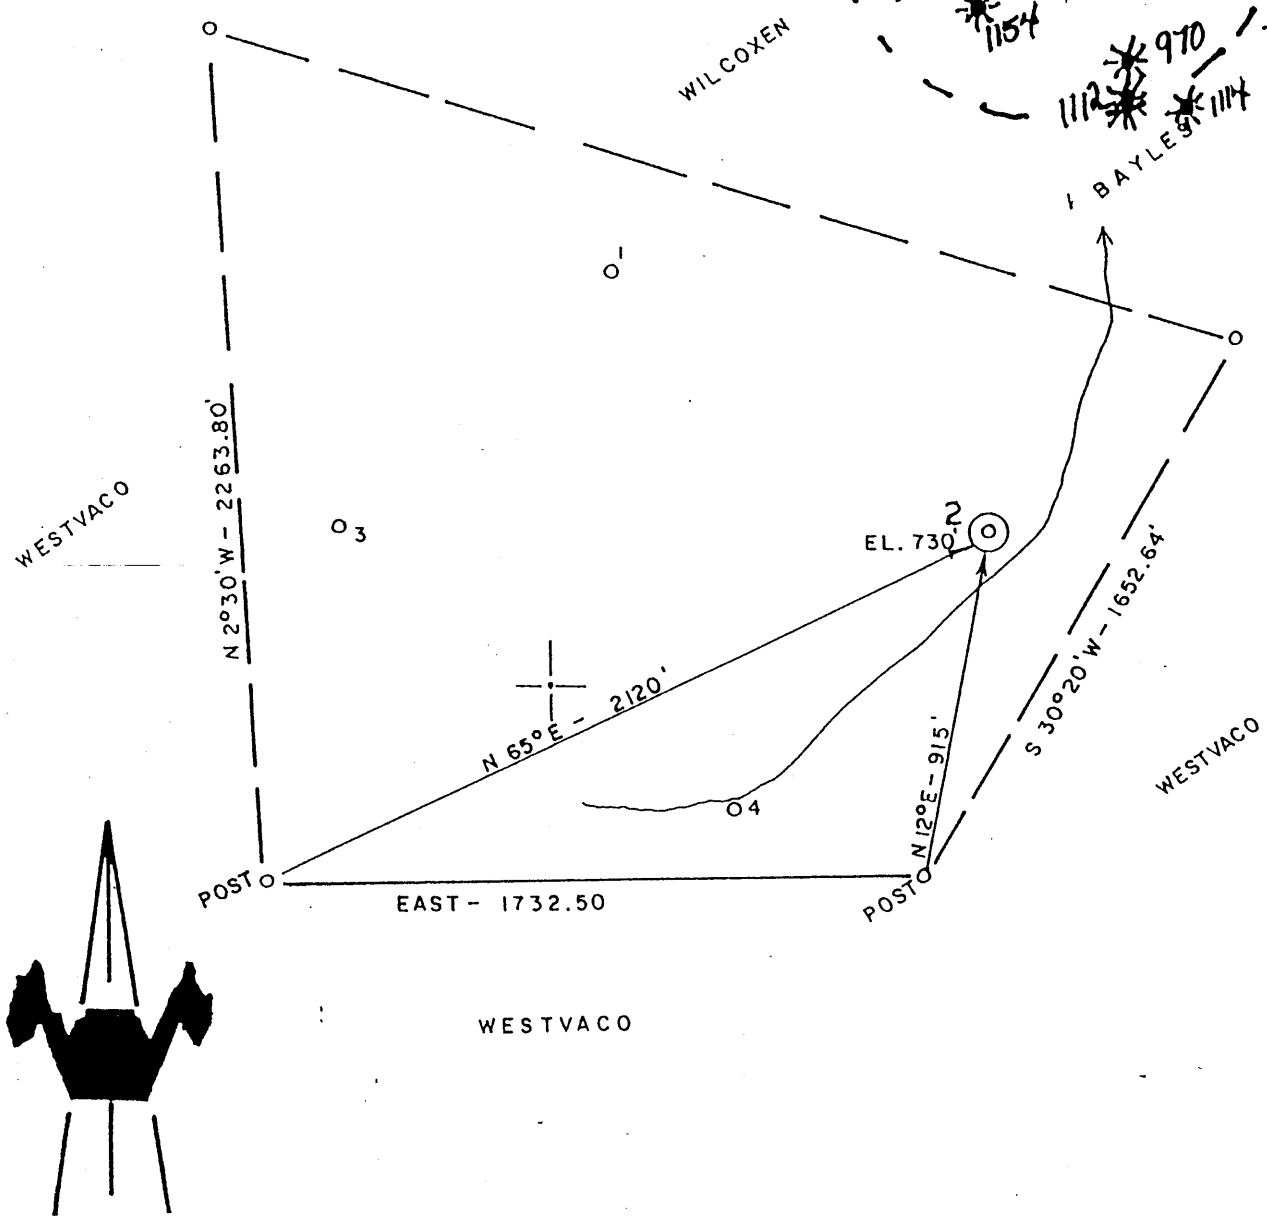 WILCOXEN
1154
970
1112
1114
1 BAYLES
1
WESTVACO
N 2°30'W - 2263.80'
3
2
EL. 730'
S 30°20'W - 1652.64'
N 65°E - 2120'
N 12°E - 915'
4
WESTVACO
POST
POST
EAST - 1732.50
WESTVACO